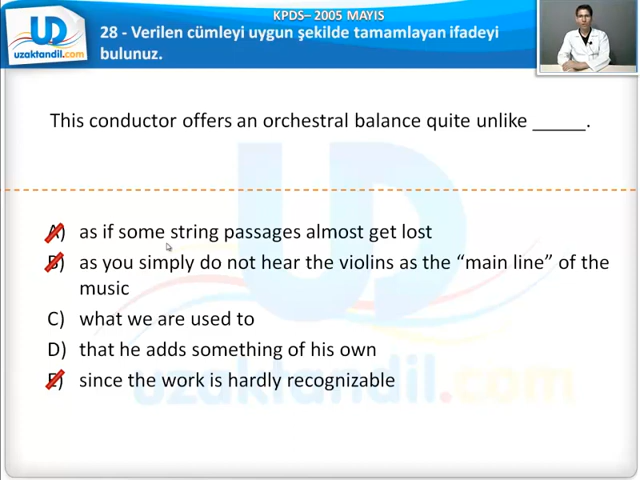 KPDS– 2005 MAYIS
28 - Verilen cümleyi uygun şekilde tamamlayan ifadeyi
bulunuz.
UD
uzaktandil.com
This conductor offers an orchestral balance quite unlike _____.
A) as if some string passages almost get lost
B) as you simply do not hear the violins as the “main line” of the
music
C) what we are used to
D) that he adds something of his own
E) since the work is hardly recognizable
uzaktandil.com